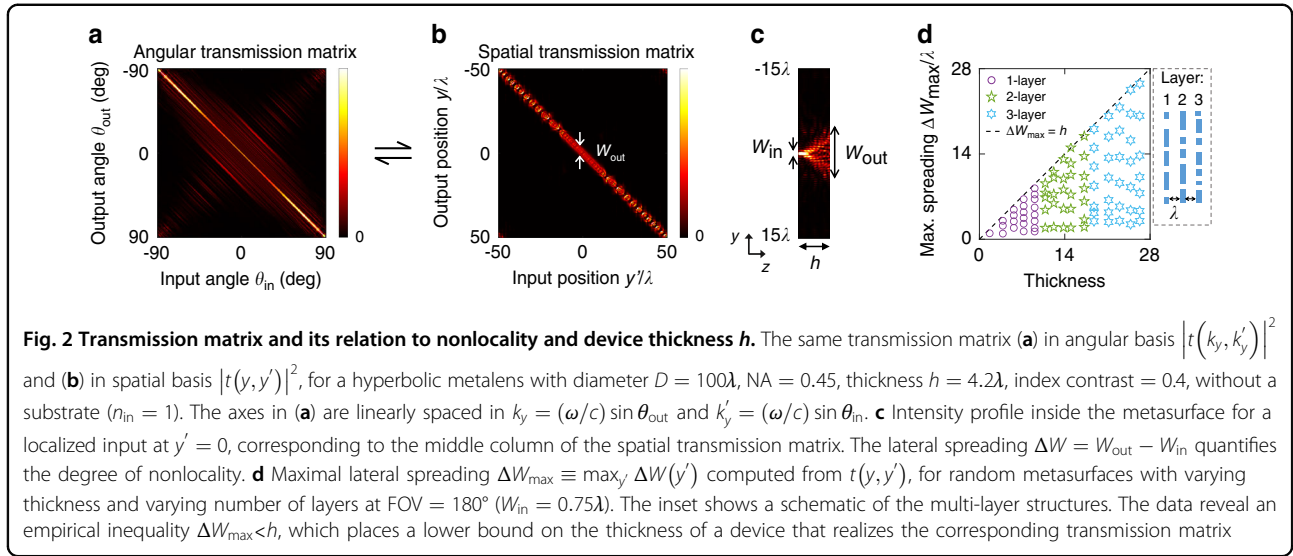 a
Angular transmission matrix
-90
0
90
Output angle θout (deg)
-90
0
90
Input angle θin (deg)
0
b
Spatial transmission matrix
-50
0
50
Output position y/λ
Wout
-50
0
50
Input position y′/λ
0
c
-15λ
Win
Wout
15λ
y
z
h
d
Max. spreading ΔWmax/λ
28
14
0
1-layer
2-layer
3-layer
ΔWmax = h
0
14
28
Thickness
Layer:
1 2 3
λ
Fig. 2 Transmission matrix and its relation to nonlocality and device thickness h. The same transmission matrix (a) in angular basis |t(ky, k′y)|²
and (b) in spatial basis |t(y, y′)|², for a hyperbolic metalens with diameter D = 100λ, NA = 0.45, thickness h = 4.2λ, index contrast = 0.4, without a
substrate (nin = 1). The axes in (a) are linearly spaced in ky = (ω/c) sin θout and k′y = (ω/c) sin θin. c Intensity profile inside the metasurface for a
localized input at y′ = 0, corresponding to the middle column of the spatial transmission matrix. The lateral spreading ΔW = Wout − Win quantifies
the degree of nonlocality. d Maximal lateral spreading ΔWmax ≡ maxy′ ΔW(y′) computed from t(y, y′), for random metasurfaces with varying
thickness and varying number of layers at FOV = 180° (Win = 0.75λ). The inset shows a schematic of the multi-layer structures. The data reveal an
empirical inequality ΔWmax<h, which places a lower bound on the thickness of a device that realizes the corresponding transmission matrix